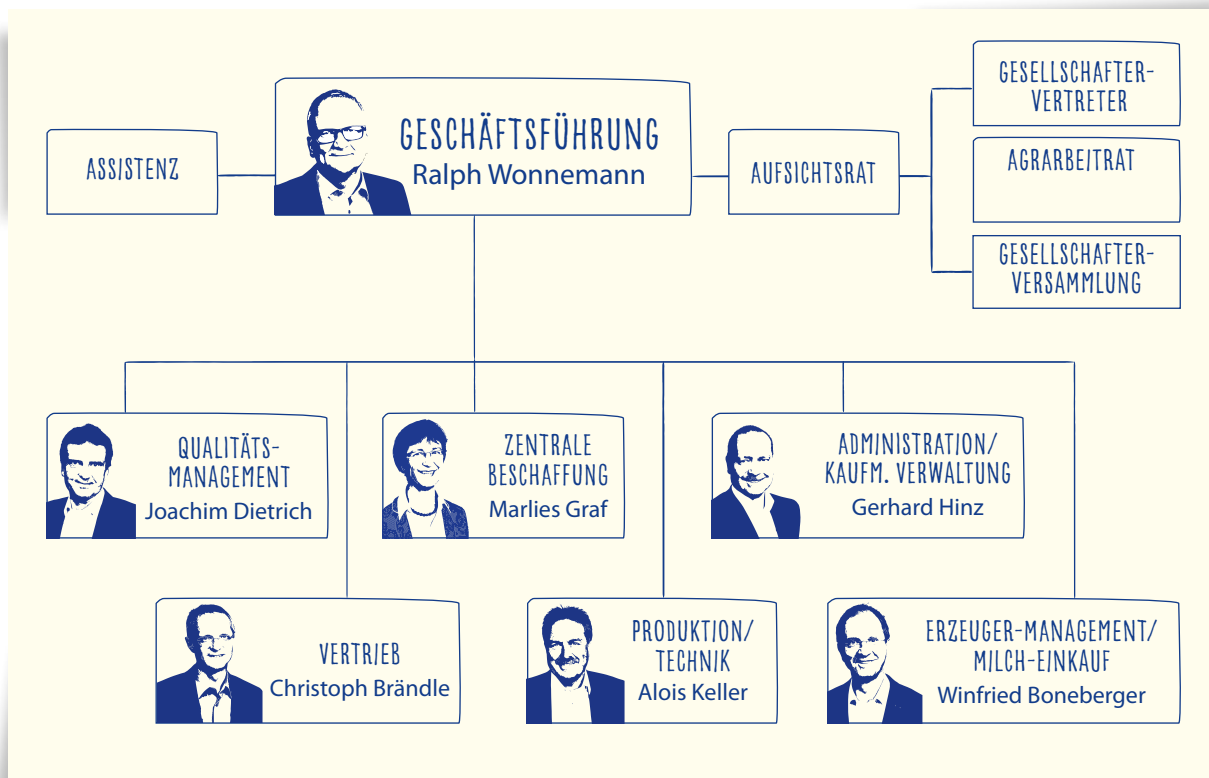 ASSISTENZ
GESCHÄFTSFÜHRUNG
Ralph Wonnemann
AUFSICHTSRAT
GESELLSCHAFTER-
VERTRETER
AGRARBEITRAT
GESELLSCHAFTER-
VERSAMMLUNG
QUALITÄTS-
MANAGEMENT
Joachim Dietrich
ZENTRALE
BESCHAFFUNG
Marlies Graf
ADMINISTRATION/
KAUFM. VERWALTUNG
Gerhard Hinz
VERTRIEB
Christoph Brändle
PRODUKTION/
TECHNIK
Alois Keller
ERZEUGER-MANAGEMENT/
MILCH-EINKAUF
Winfried Boneberger